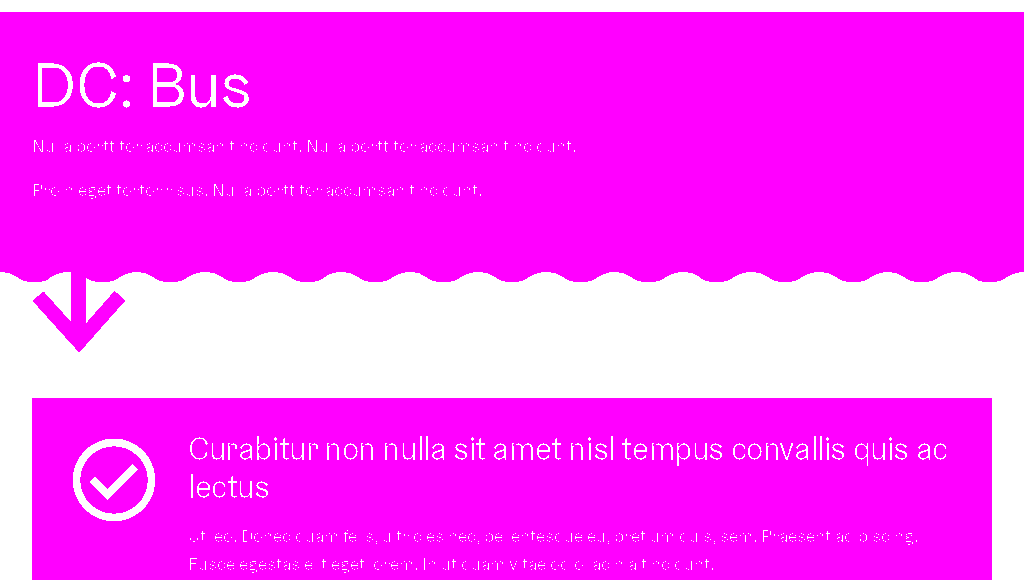 DC: Bus
Nulla porttitor accumsan tincidunt. Nulla porttitor accumsan tincidunt.
Proin eget tortor risus. Nulla porttitor accumsan tincidunt.
Curabitur non nulla sit amet nisl tempus convallis quis ac
lectus
Ut leo. Donec quam felis, ultricies nec, pellentesque eu, pretium quis, sem. Praesent adipiscing.
Fusce egestas elit eget lorem. In ut quam vitae odio lacinia tincidunt.